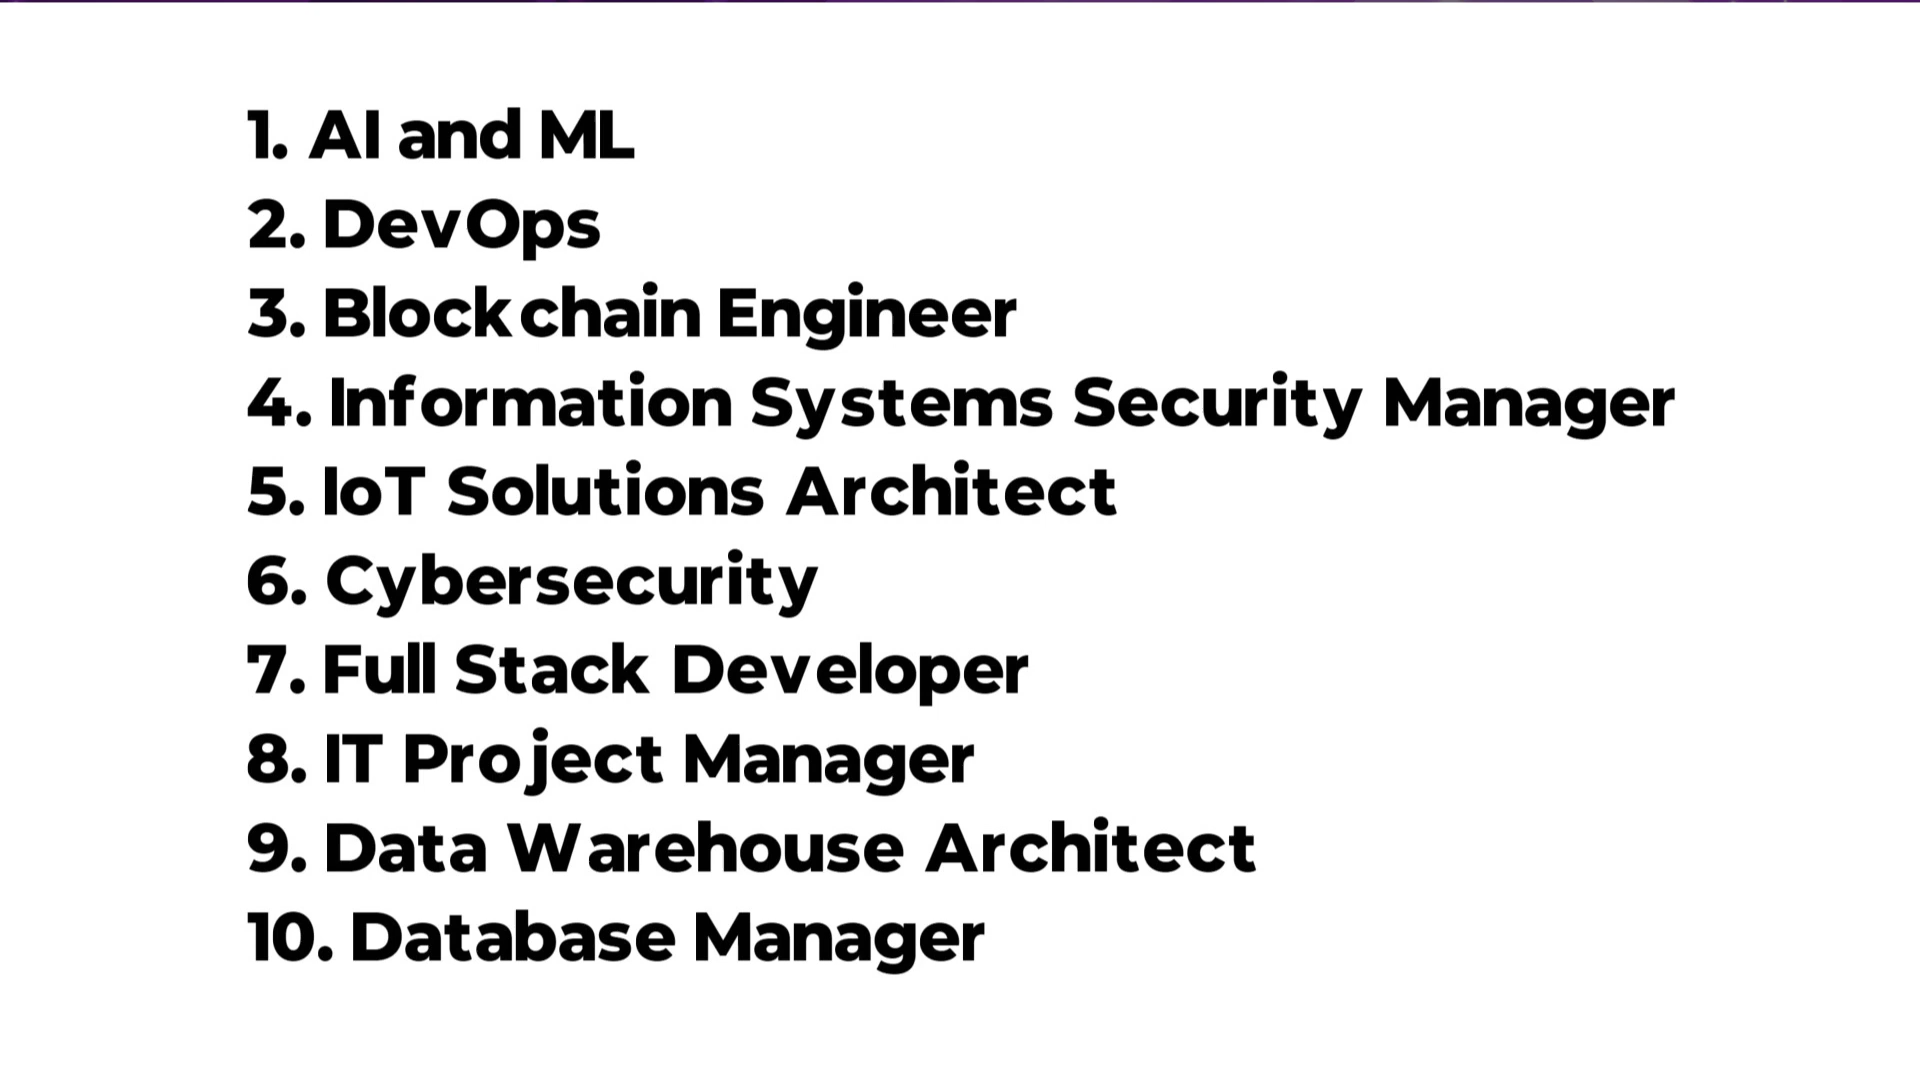 1. AI and ML
2. DevOps
3. Blockchain Engineer
4. Information Systems Security Manager
5. IoT Solutions Architect
6. Cybersecurity
7. Full Stack Developer
8. IT Project Manager
9. Data Warehouse Architect
10. Database Manager